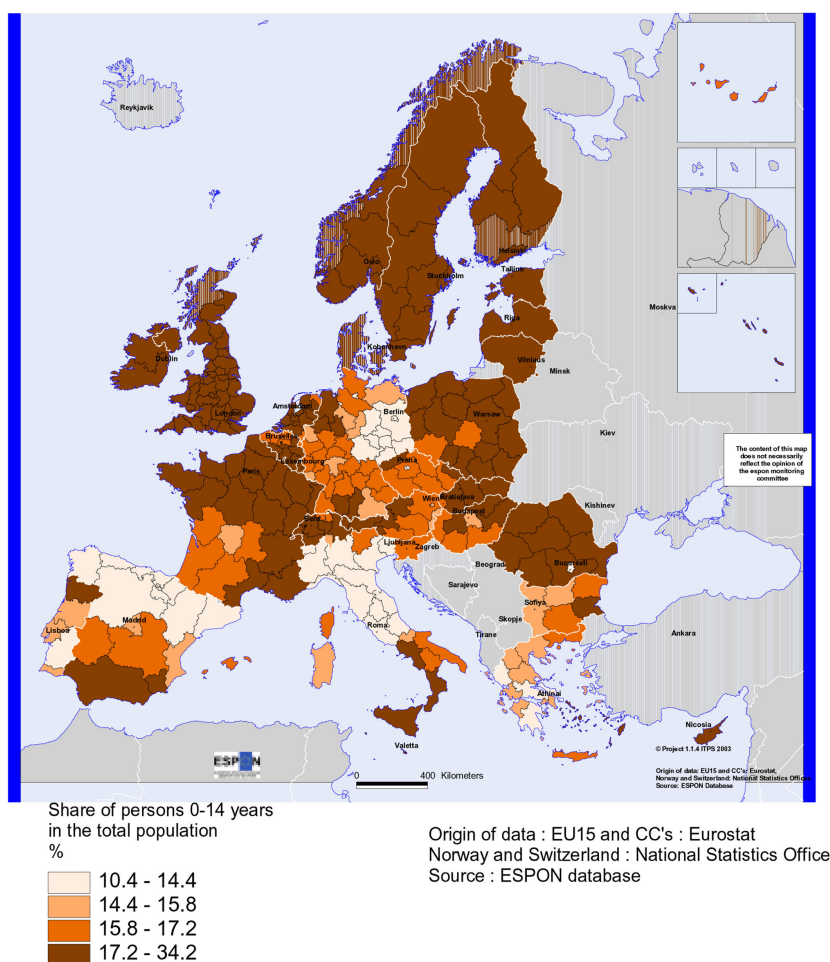 Reykjavik
Helsinki
Oslo
Tallinn
Stockholm
Moskva
Riga
København
Dublin
Vilniaus
Minsk
Amsterdam
Berlin
London
Warsaw
Kiev
Bruxelles
The content of this map
does not necessarily
reflect the opinion of
the espon monitoring
committee
Luxembourg
Praha
Paris
Wien
Bratislava
Kishinev
Budapest
Bern
Ljubljana
Zagreb
Beograd
Bucuresti
Sarajevo
Sofiya
Madrid
Skopje
Roma
Lisboa
Tirane
Ankara
Athinai
Nicosia
Valetta
© Project 1.1.4 ITPS 2003
ESPON
0
400 Kilometers
Origin of data: EU15 and CC's: Eurostat,
Norway and Switzerland: National Statistics Office
Source: ESPON Database
Share of persons 0-14 years
in the total population
%
10.4 - 14.4
14.4 - 15.8
15.8 - 17.2
17.2 - 34.2
Origin of data : EU15 and CC's : Eurostat
Norway and Switzerland : National Statistics Office
Source : ESPON database